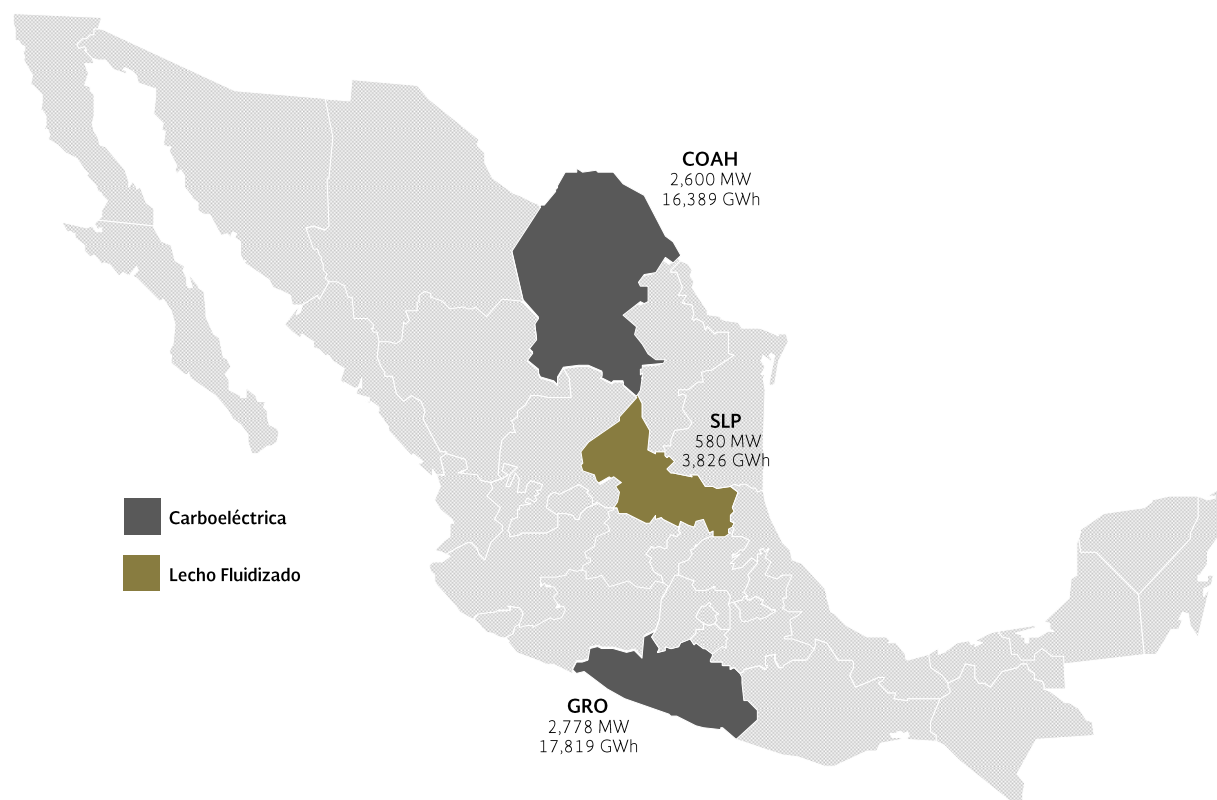 COAH
2,600 MW
16,389 GWh
SLP
580 MW
3,826 GWh
Carboeléctrica
Lecho Fluidizado
GRO
2,778 MW
17,819 GWh